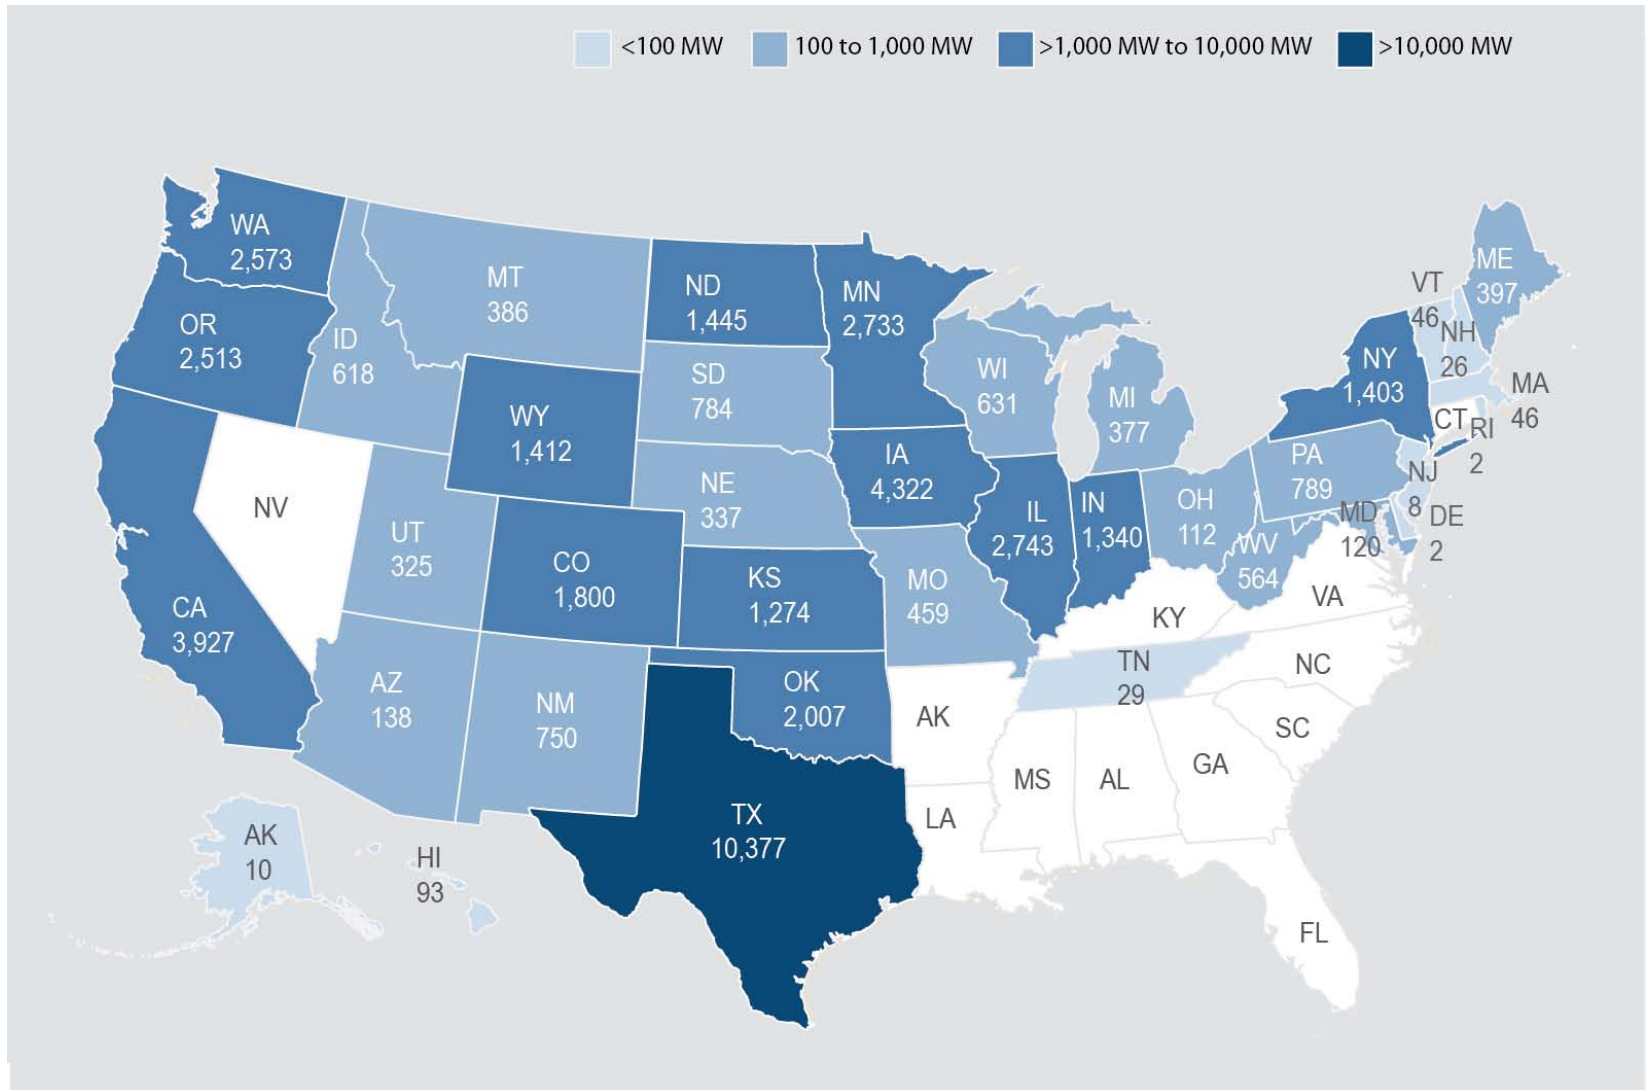 <100 MW
100 to 1,000 MW
>1,000 MW to 10,000 MW
>10,000 MW
WA
2,573
OR
2,513
CA
3,927
NV
ID
618
MT
386
WY
1,412
UT
325
CO
1,800
AZ
138
NM
750
ND
1,445
SD
784
NE
337
KS
1,274
OK
2,007
TX
10,377
MN
2,733
IA
4,322
MO
459
AK
LA
WI
631
IL
2,743
MI
377
IN
1,340
OH
112
KY
TN
29
MS
AL
GA
FL
SC
NC
VA
WV
564
MD
120
DE
2
PA
789
NJ
8
NY
1,403
CT
RI
2
MA
46
VT
46
NH
26
ME
397
AK
10
HI
93